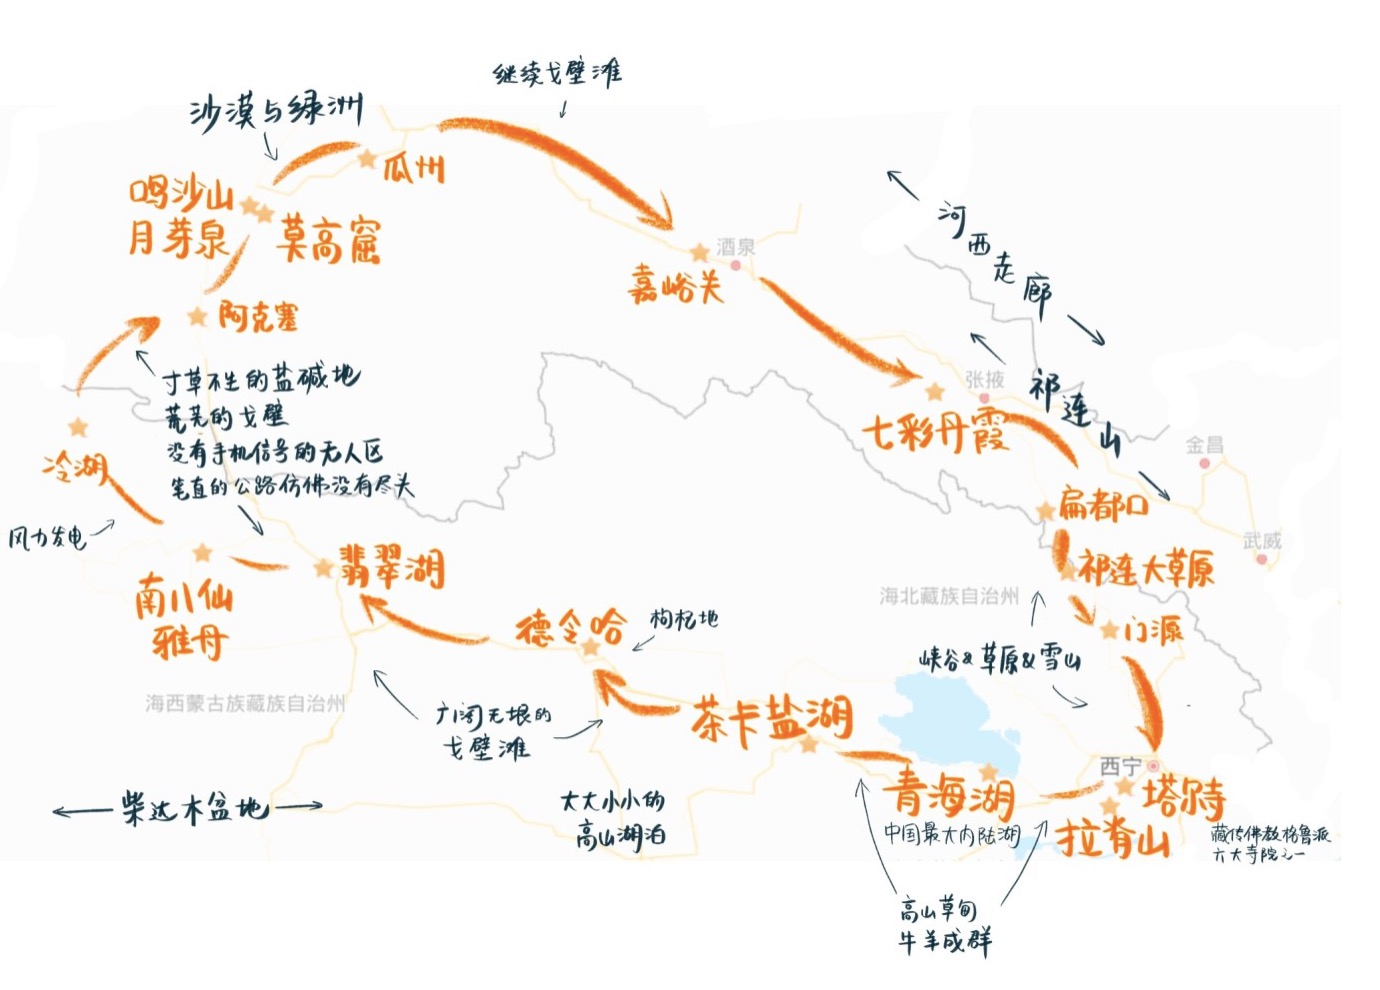 继续戈壁滩
沙漠与绿洲
瓜州
鸣沙山
月芽泉
莫高窟
阿克塞
酒泉
嘉峪关
河西走廊
寸草不生的盐碱地
荒芜的戈壁
没有手机信号的无人区
笔直的公路仿佛没有尽头
张掖
祁连山
七彩丹霞
金昌
冷湖
风力发电
扁都口
武威
南八仙
雅丹
翡翠湖
祁连大草原
海北藏族自治州
德令哈
枸杞地
门源
峡谷&草原&雪山
海西蒙古族藏族自治州
广阔无垠的
戈壁滩
茶卡盐湖
西宁
青海湖
中国最大内陆湖
塔尔寺
拉脊山
藏传佛教格鲁派
六大寺院之一
柴达木盆地
大大小小的
高山湖泊
高山草甸
牛羊成群